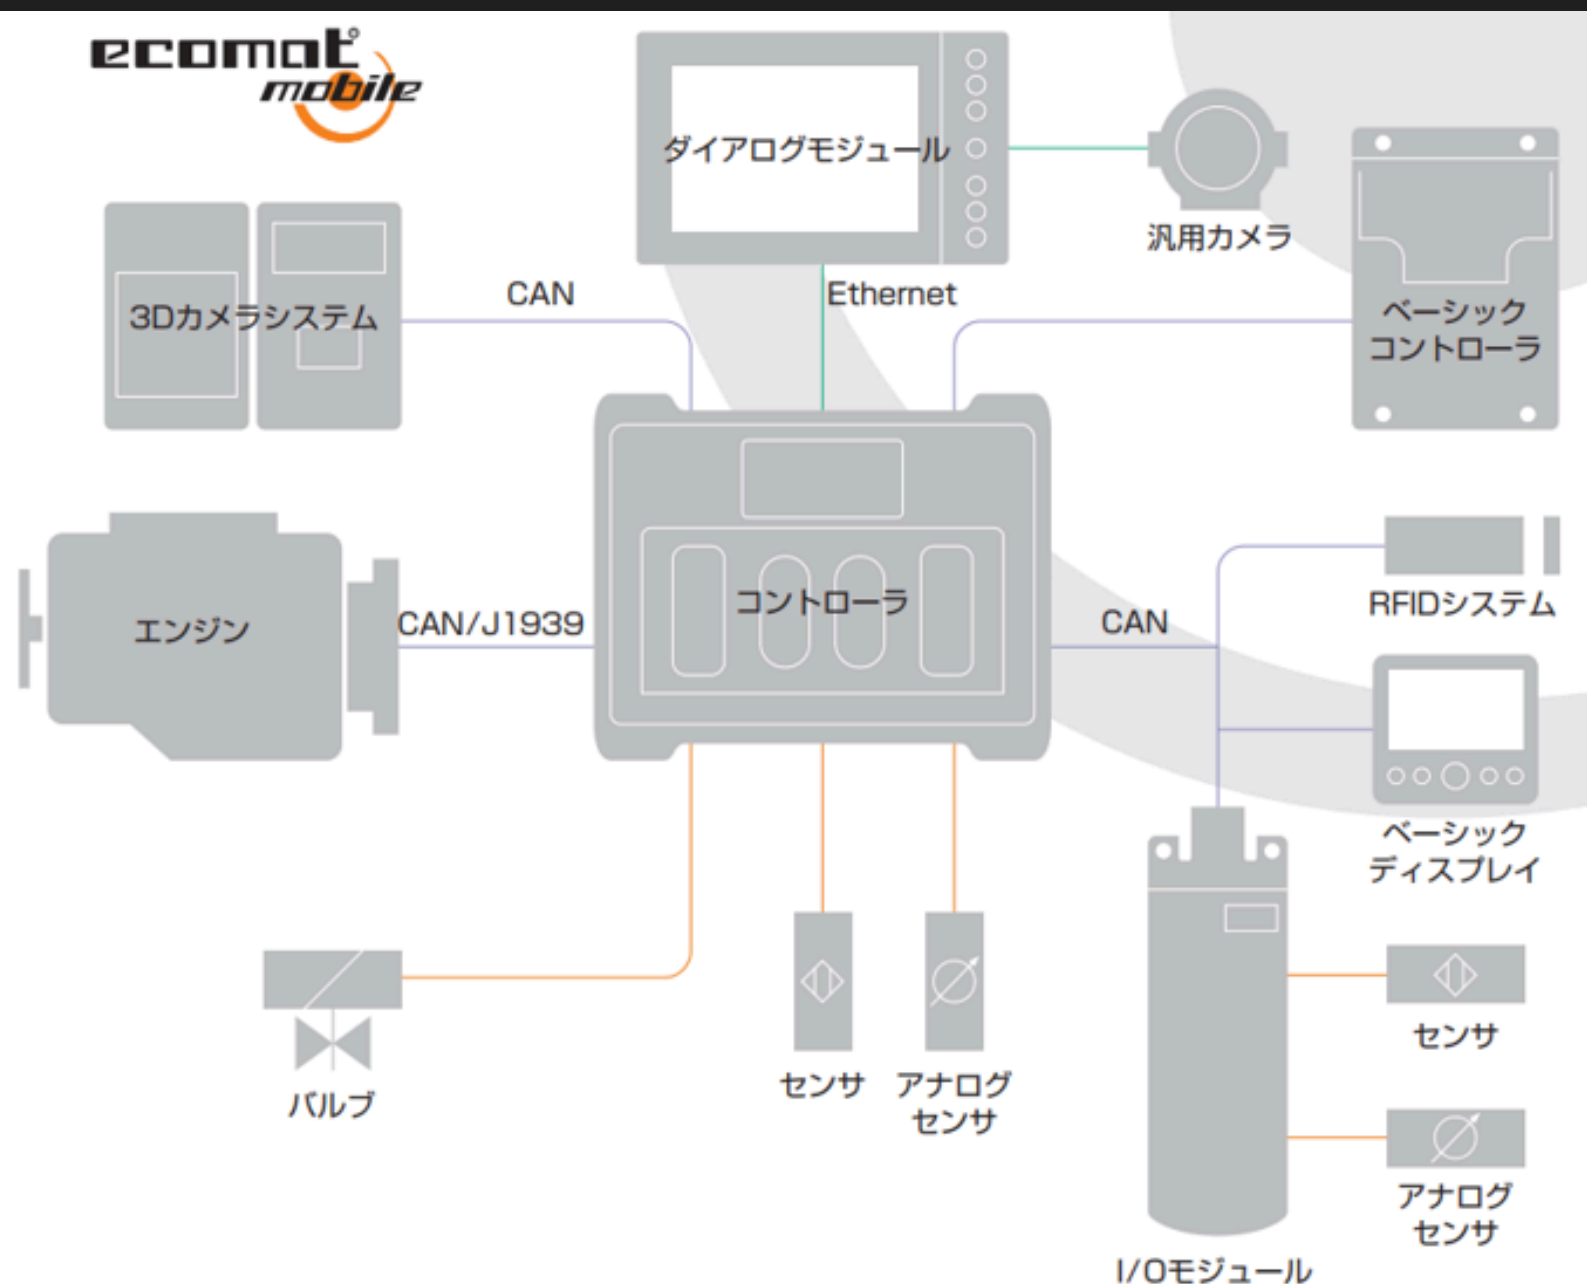 ecomat
mobile
ダイアログモジュール
汎用カメラ
3Dカメラシステム
CAN
Ethernet
ベーシック
コントローラ
エンジン
CAN/J1939
コントローラ
CAN
RFIDシステム
ベーシック
ディスプレイ
バルブ
センサ
アナログ
センサ
センサ
アナログ
センサ
I/Oモジュール